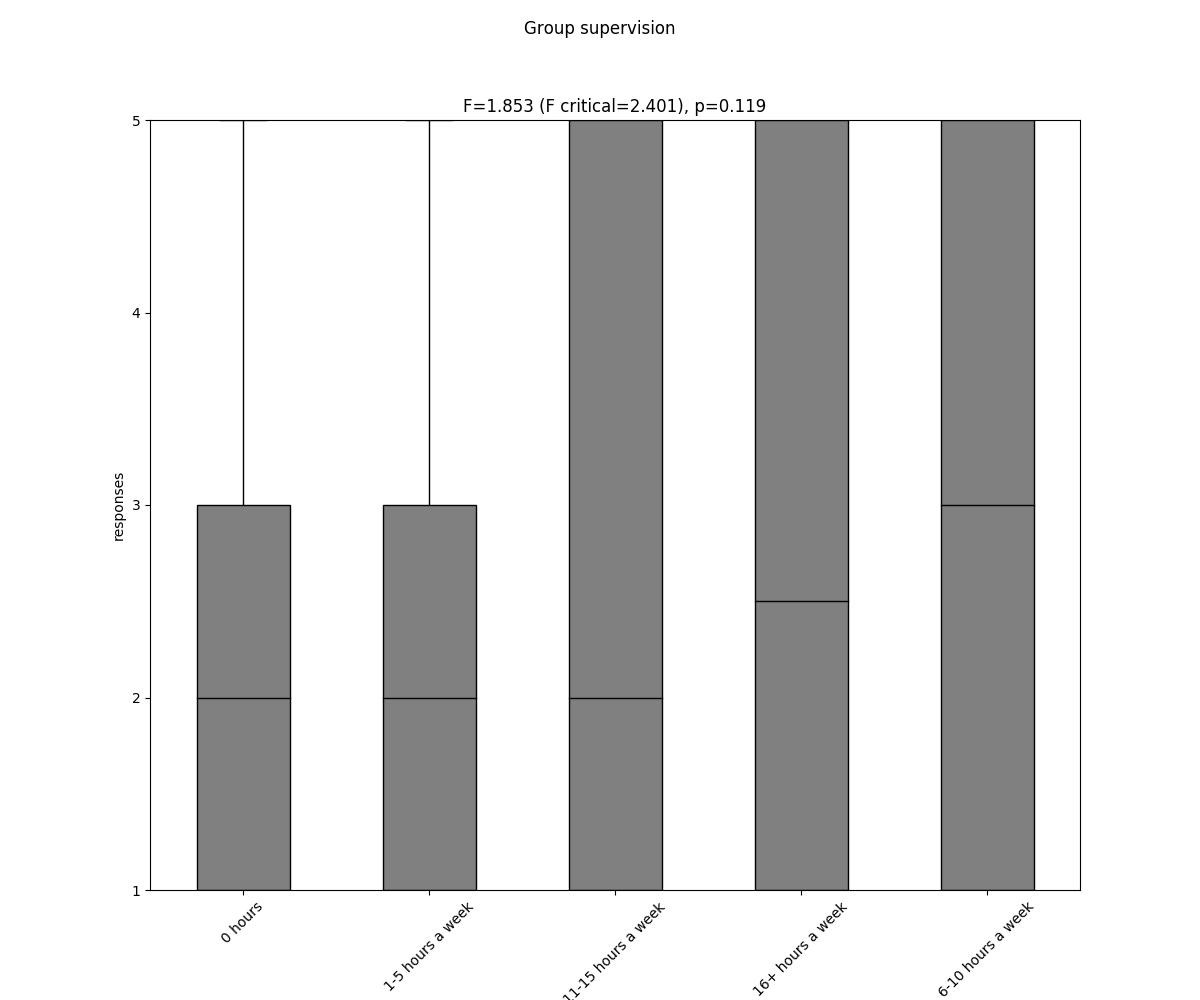 Group supervision
F=1.853 (F critical=2.401), p=0.119
5
4
3
2
1
responses
0 hours
1-5 hours a week
11-15 hours a week
16+ hours a week
6-10 hours a week